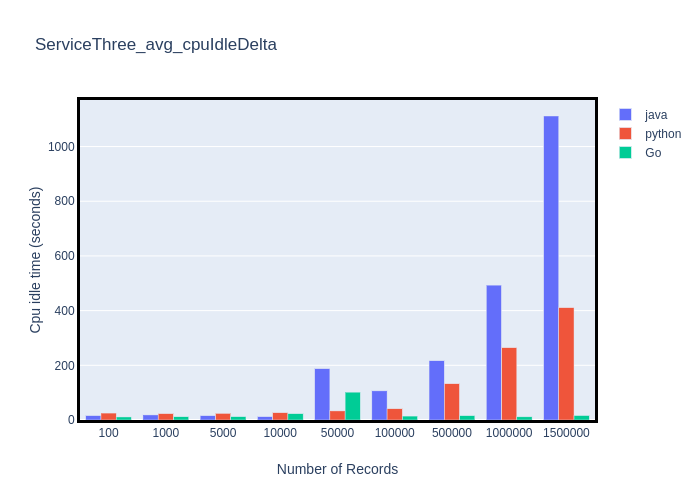 ServiceThree_avg_cpuIdleDelta
java
python
Go
Cpu idle time (seconds)
1000
800
600
400
200
0
100
1000
5000
10000
50000
100000
500000
1000000
1500000
Number of Records